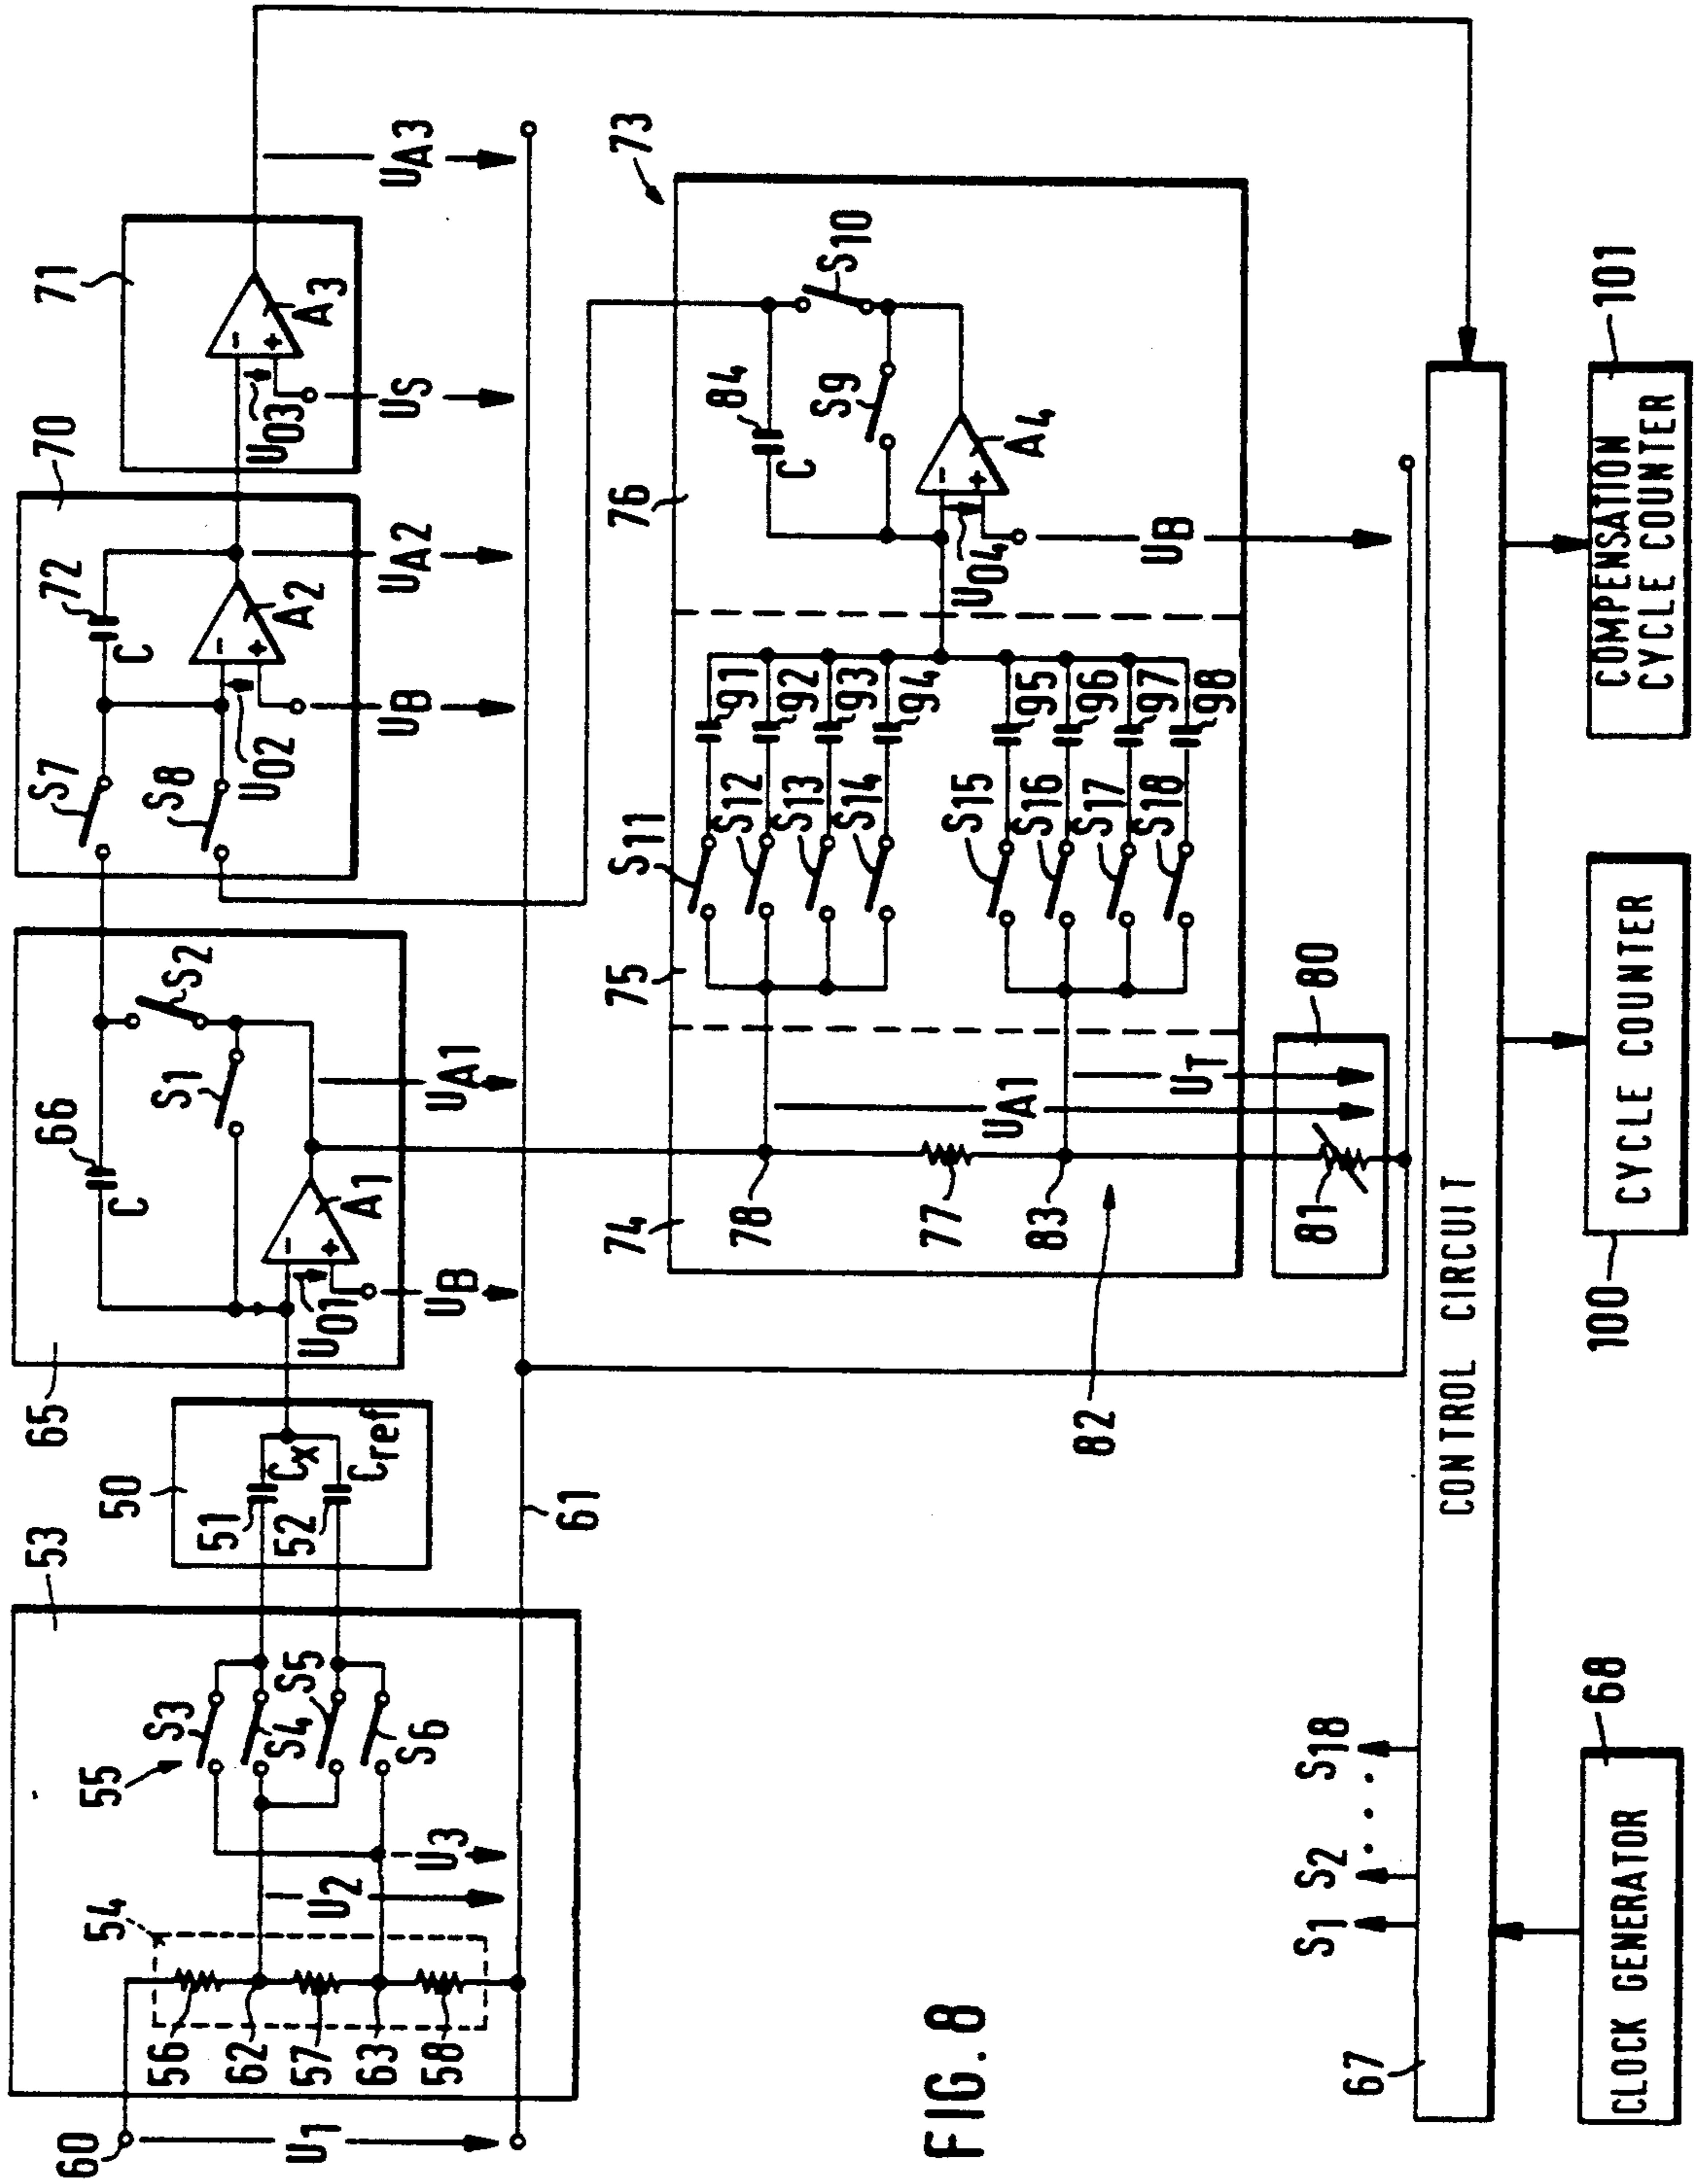 53
54
55
56
62
57
63
58
60
U1
U2
U3
S3
S4
S5
S6
50
51
52
Cx
Cref
61
65
66
C
S1
S2
A1
U01
UB
UA1
70
S7
S8
72
C
A2
U02
UB
UA2
71
A3
U03
US
UA3
73
74
75
76
78
77
83
82
UA1
UT
80
81
S11
S12
S13
S14
S15
S16
S17
S18
91
92
93
94
95
96
97
98
84
C
S9
S10
A4
U04
UB
FIG. 8
S1
S2
. . .
S18
67
CONTROL CIRCUIT
CLOCK GENERATOR
68
100
CYCLE COUNTER
COMPENSATION
CYCLE COUNTER
101